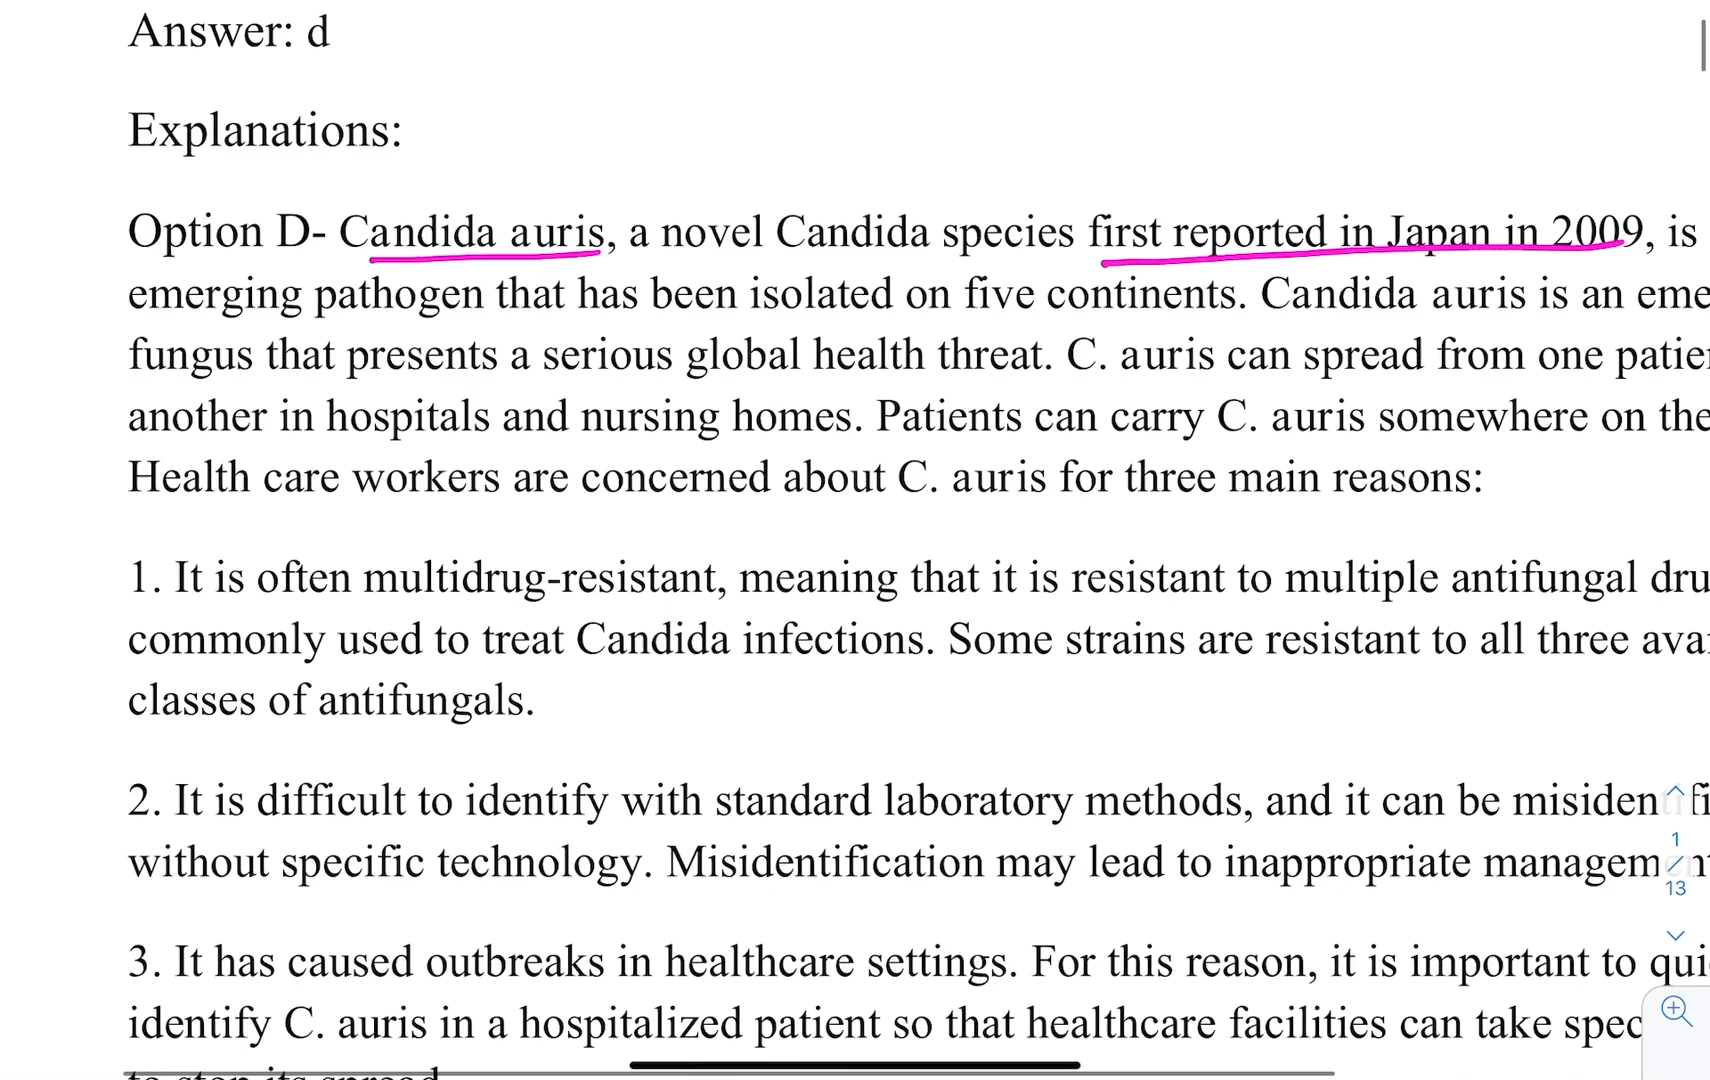 Answer: d
Explanations:
Option D- Candida auris, a novel Candida species first reported in Japan in 2009, is
emerging pathogen that has been isolated on five continents. Candida auris is an eme
fungus that presents a serious global health threat. C. auris can spread from one patie
another in hospitals and nursing homes. Patients can carry C. auris somewhere on the
Health care workers are concerned about C. auris for three main reasons:
1. It is often multidrug-resistant, meaning that it is resistant to multiple antifungal dru
commonly used to treat Candida infections. Some strains are resistant to all three ava
classes of antifungals.
2. It is difficult to identify with standard laboratory methods, and it can be misidentifi
without specific technology. Misidentification may lead to inappropriate management
3. It has caused outbreaks in healthcare settings. For this reason, it is important to qui
identify C. auris in a hospitalized patient so that healthcare facilities can take spec
to stop its spread
1
/
13